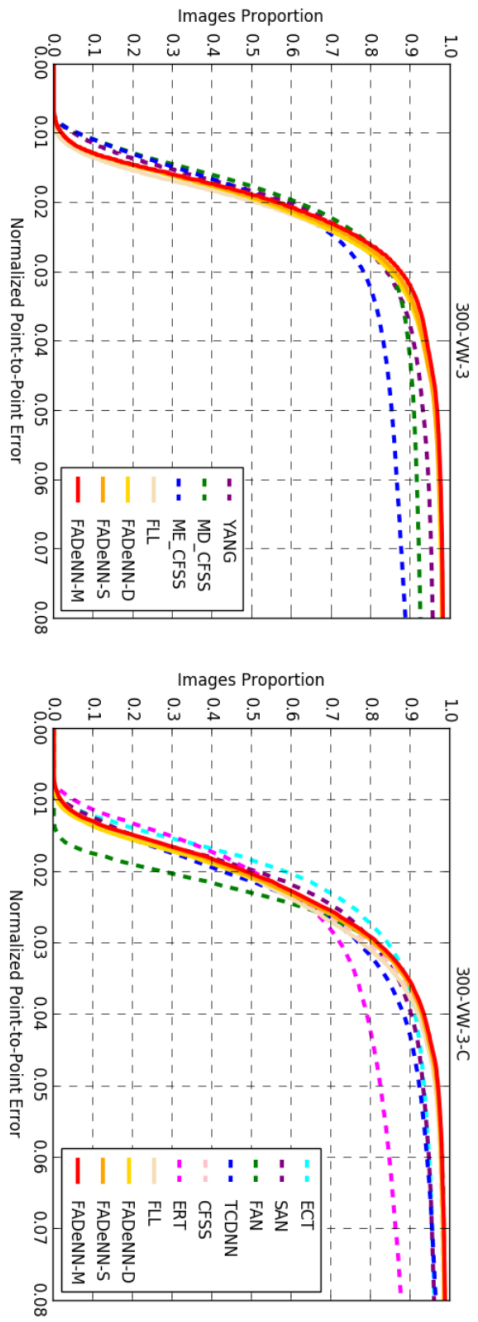 300-VW-3
Images Proportion
1.0
0.9
0.8
0.7
0.6
0.5
0.4
0.3
0.2
0.1
0.0
0.00 0.01 0.02 0.03 0.04 0.05 0.06 0.07 0.08
Normalized Point-to-Point Error
YANG
MD_CFSS
ME_CFSS
FLL
FADeNN-D
FADeNN-S
FADeNN-M
300-VW-3-C
Images Proportion
1.0
0.9
0.8
0.7
0.6
0.5
0.4
0.3
0.2
0.1
0.0
0.00 0.01 0.02 0.03 0.04 0.05 0.06 0.07 0.08
Normalized Point-to-Point Error
ECT
SAN
FAN
TCDNN
CFSS
ERT
FLL
FADeNN-D
FADeNN-S
FADeNN-M